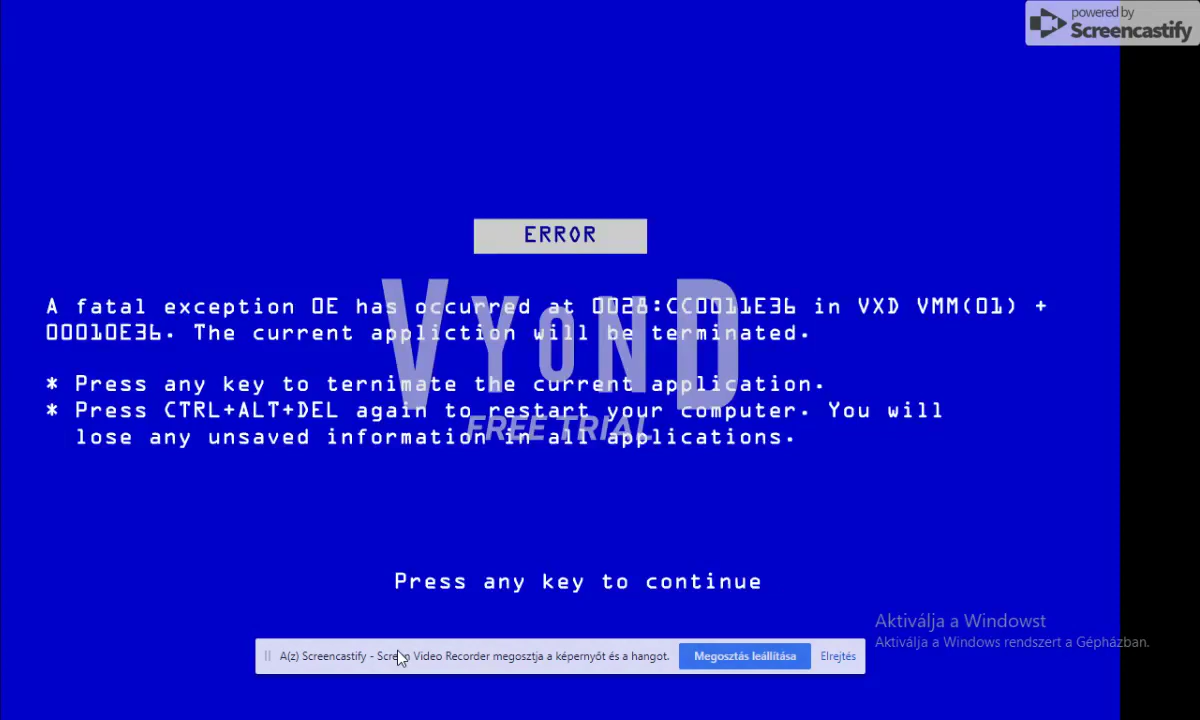 powered by
Screencastify
ERROR
A fatal exception 0E has occurred at 0028:CC0011E36 in VXD VMM(01) +
00010E36. The current appliction will be terminated.
* Press any key to ternimate the current application.
* Press CTRL+ALT+DEL again to restart your computer. You will
lose any unsaved information in all applications.
VYOND
FREE TRIAL
Press any key to continue
Aktiválja a Windowst
Aktiválja a Windows rendszert a Gépházban.
A(z) Screencastify - Screen Video Recorder megosztja a képernyőt és a hangot.
Megosztás leállítása
Elrejtés